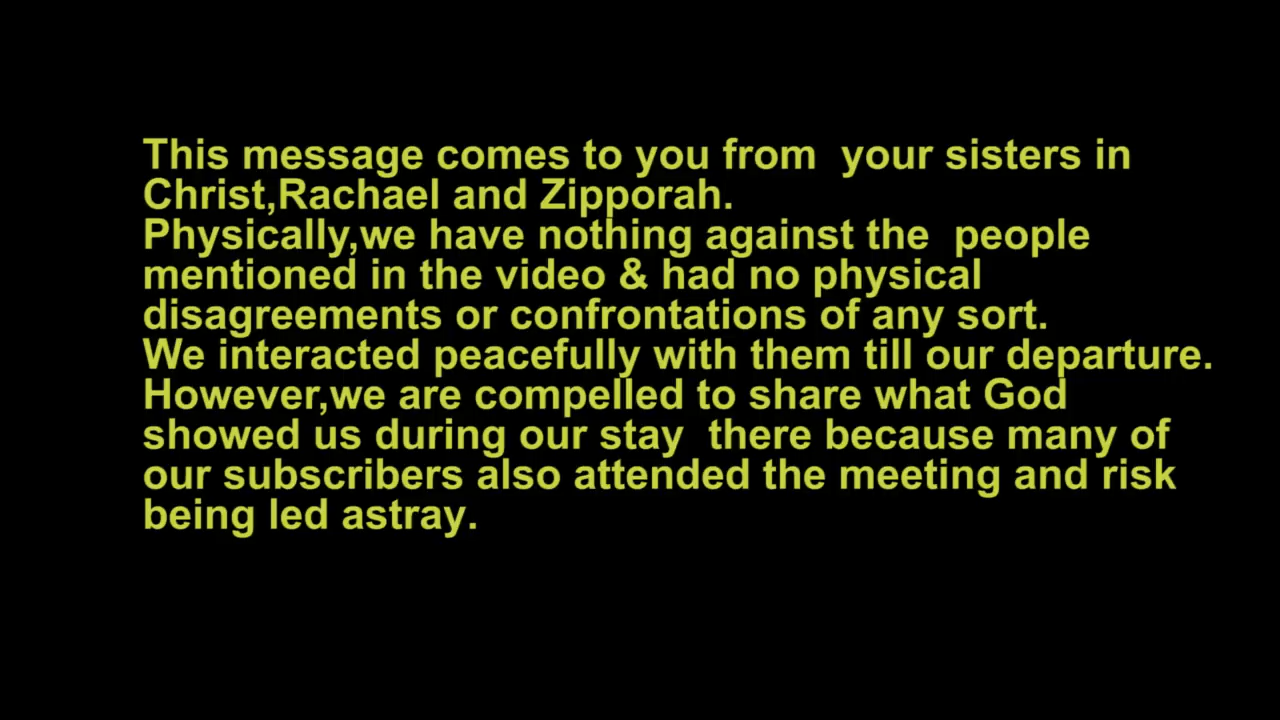 This message comes to you from  your sisters in
Christ,Rachael and Zipporah.
Physically,we have nothing against the  people
mentioned in the video & had no physical
disagreements or confrontations of any sort.
We interacted peacefully with them till our departure.
However,we are compelled to share what God
showed us during our stay  there because many of
our subscribers also attended the meeting and risk
being led astray.